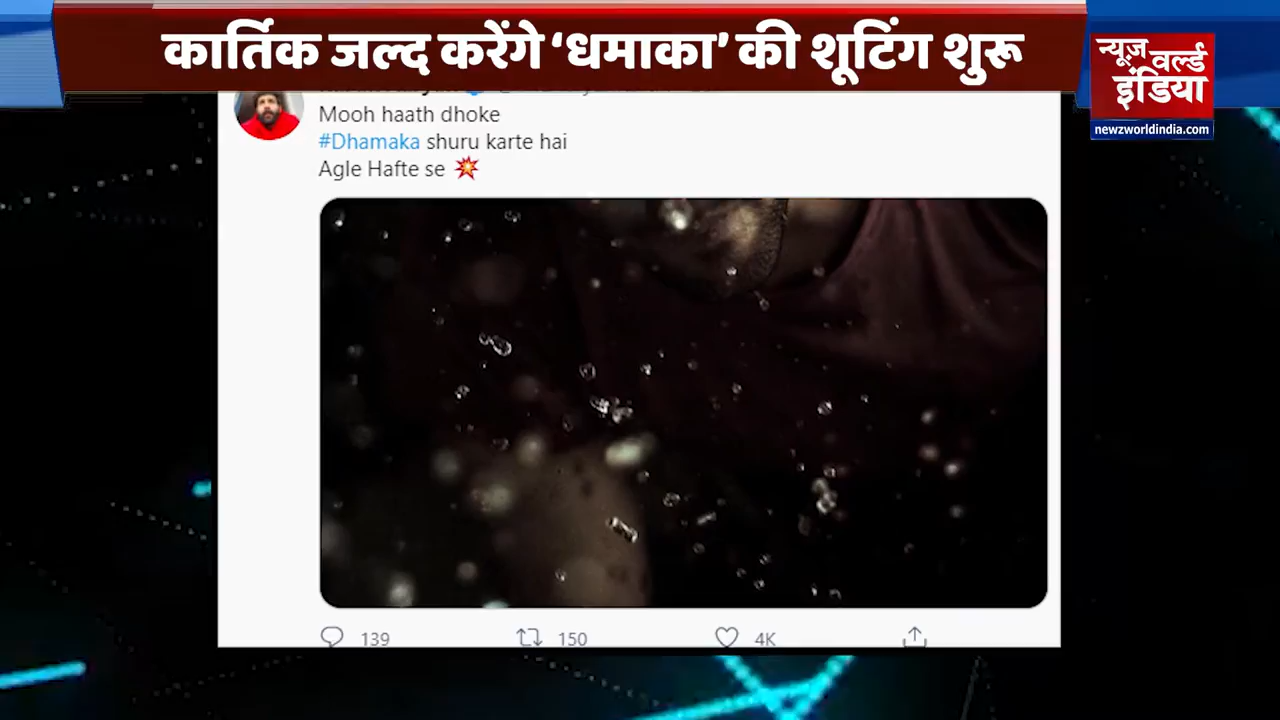 कार्तिक जल्द करेंगे ‘धमाका’ की शूटिंग शुरू
न्यूज़ वर्ल्ड
इंडिया
newzworldindia.com
Mooh haath dhoke
#Dhamaka shuru karte hai
Agle Hafte se 💥
139 150 4K